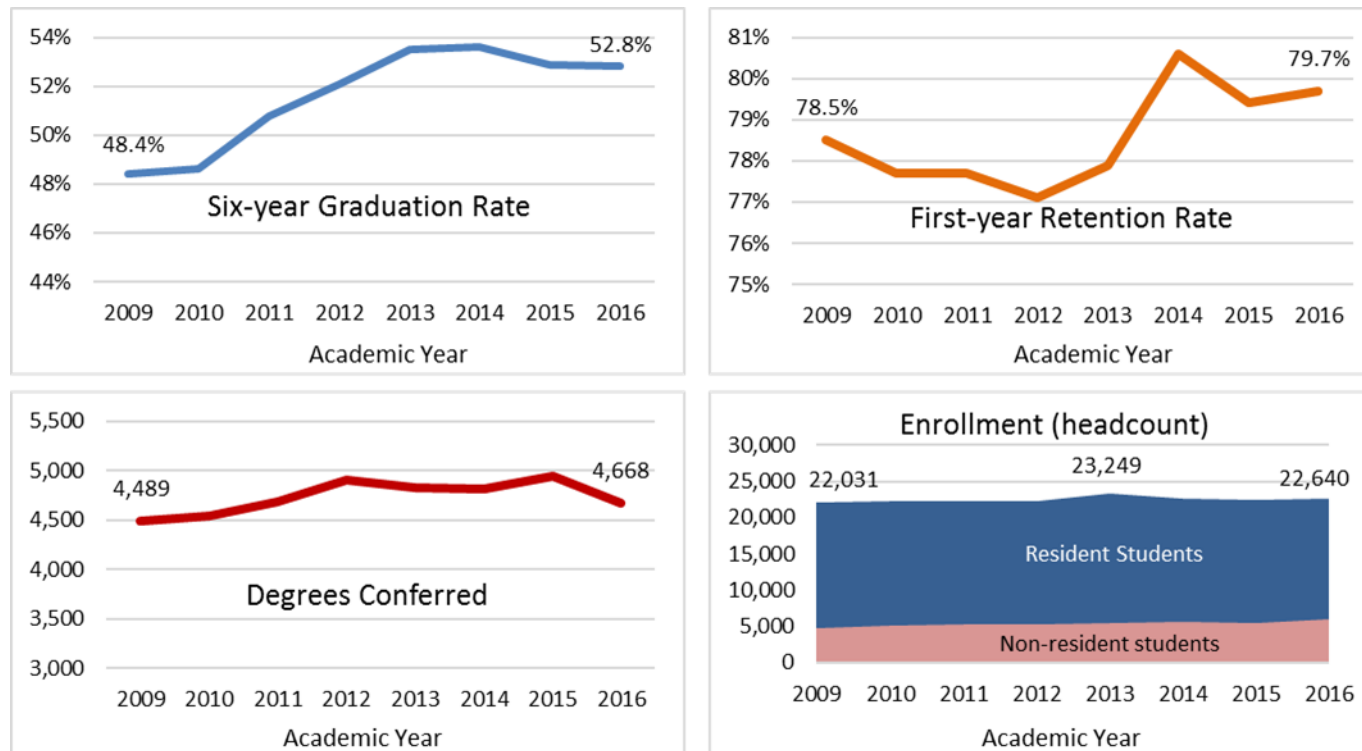 54%
52%
50%
48%
46%
44%
48.4%
52.8%
Six-year Graduation Rate
2009 2010 2011 2012 2013 2014 2015 2016
Academic Year
81%
80%
79%
78%
77%
76%
75%
78.5%
79.7%
First-year Retention Rate
2009 2010 2011 2012 2013 2014 2015 2016
Academic Year
5,500
5,000
4,500
4,000
3,500
3,000
4,489
4,668
Degrees Conferred
2009 2010 2011 2012 2013 2014 2015 2016
Academic Year
Enrollment (headcount)
30,000
25,000
20,000
15,000
10,000
5,000
0
22,031
23,249
22,640
Resident Students
Non-resident students
2009 2010 2011 2012 2013 2014 2015 2016
Academic Year